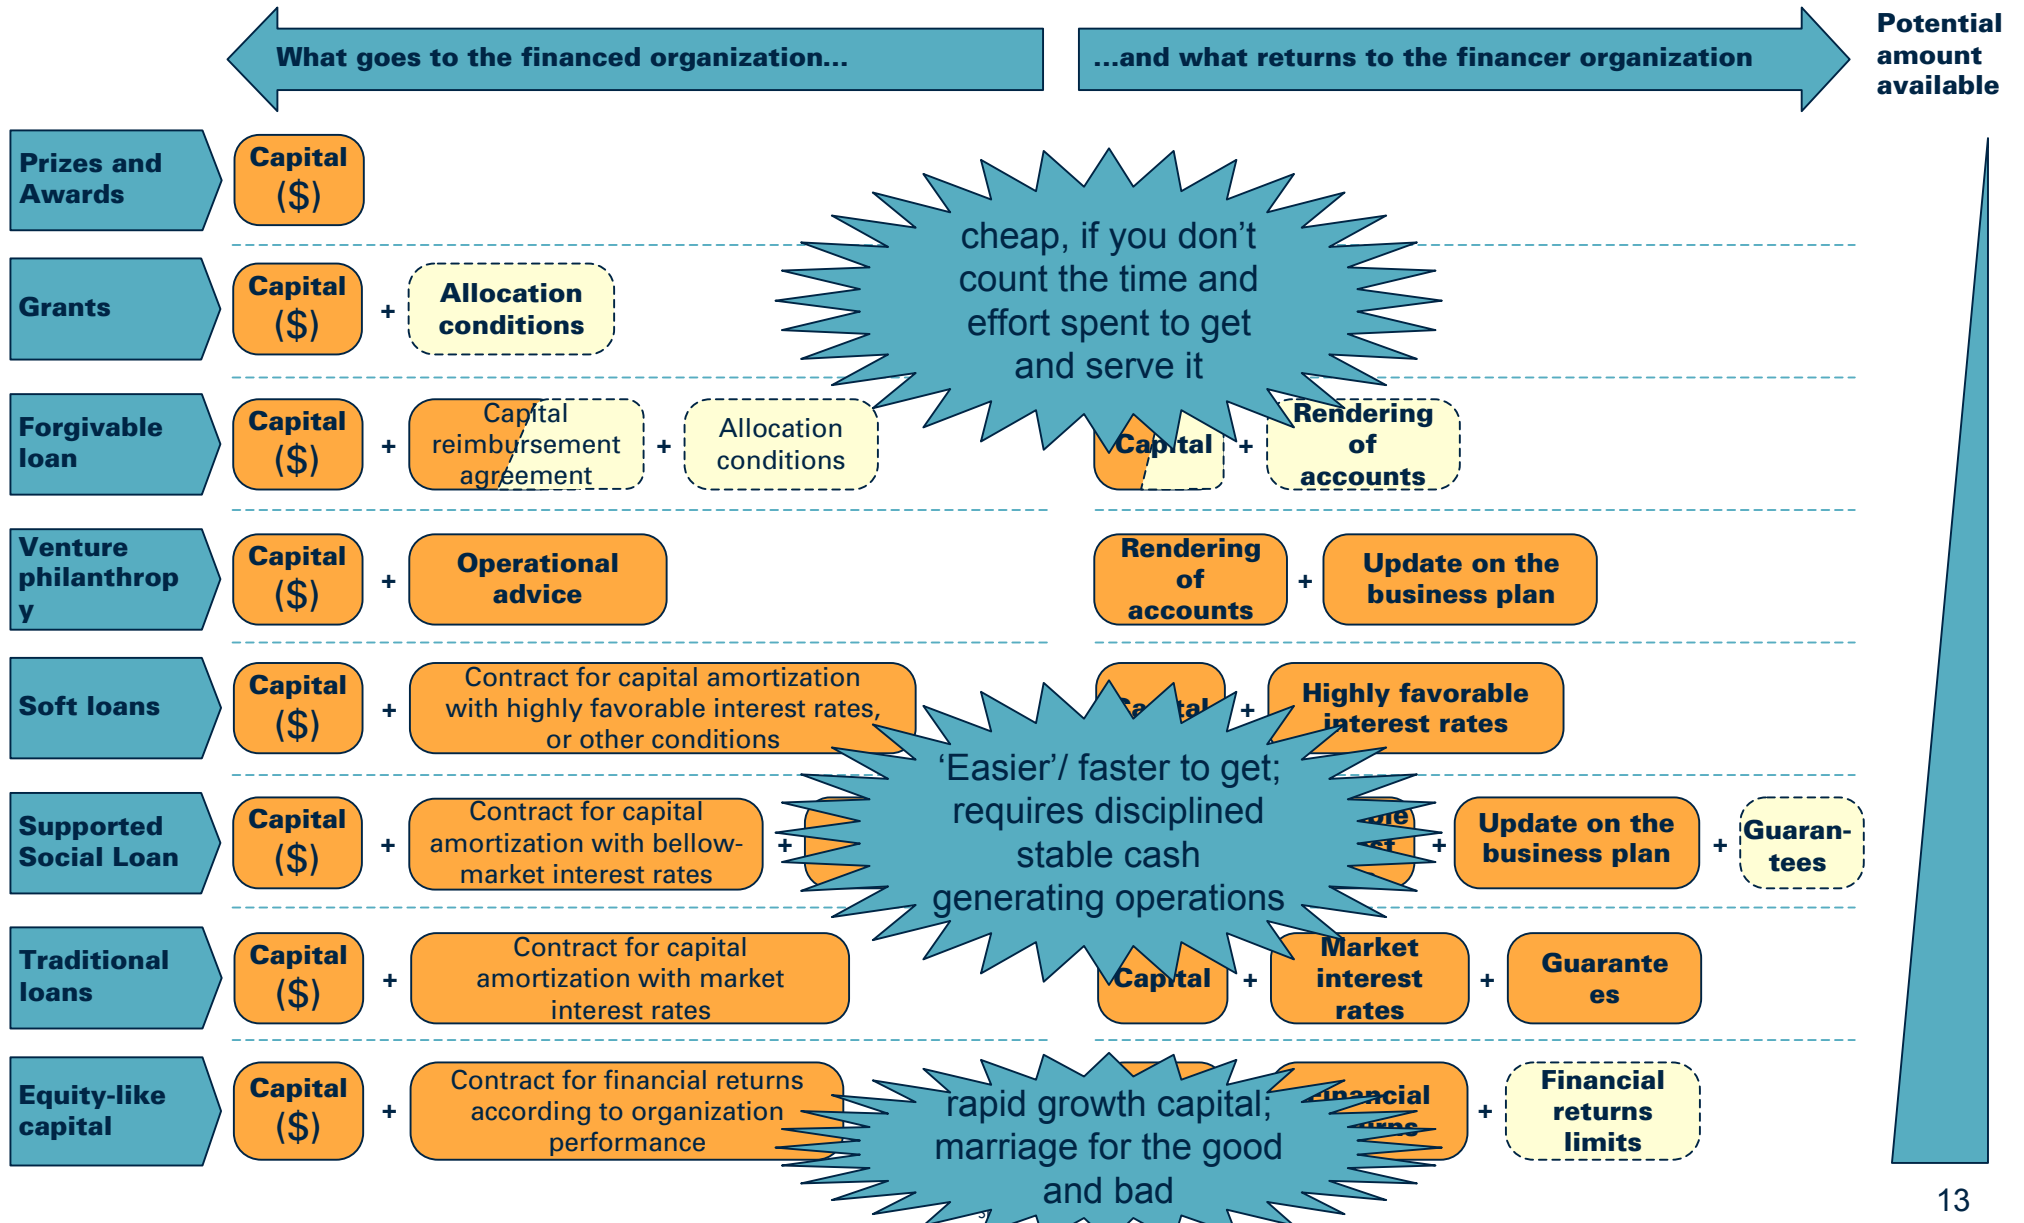 What goes to the financed organization...
...and what returns to the financer organization
Potential
amount
available
Prizes and
Awards
Capital
($)
cheap, if you don’t
count the time and
effort spent to get
and serve it
Grants
Capital
($)
+
Allocation
conditions
Forgivable
loan
Capital
($)
+
Capital
reimbursement
agreement
+
Allocation
conditions
Capital
+
Rendering
of
accounts
Venture
philanthrop
y
Capital
($)
+
Operational
advice
Rendering
of
accounts
+
Update on the
business plan
Soft loans
Capital
($)
+
Contract for capital amortization
with highly favorable interest rates,
or other conditions
Capital
+
Highly favorable
interest rates
‘Easier’/ faster to get;
requires disciplined
stable cash
generating operations
Supported
Social Loan
Capital
($)
+
Contract for capital
amortization with bellow-
market interest rates
+
+
Update on the
business plan
+
Guaran-
tees
Traditional
loans
Capital
($)
+
Contract for capital
amortization with market
interest rates
Capital
+
Market
interest
rates
+
Guarante
es
Equity-like
capital
Capital
($)
+
Contract for financial returns
according to organization
performance
rapid growth capital;
marriage for the good
and bad
Financial
+
Financial
returns
limits
13